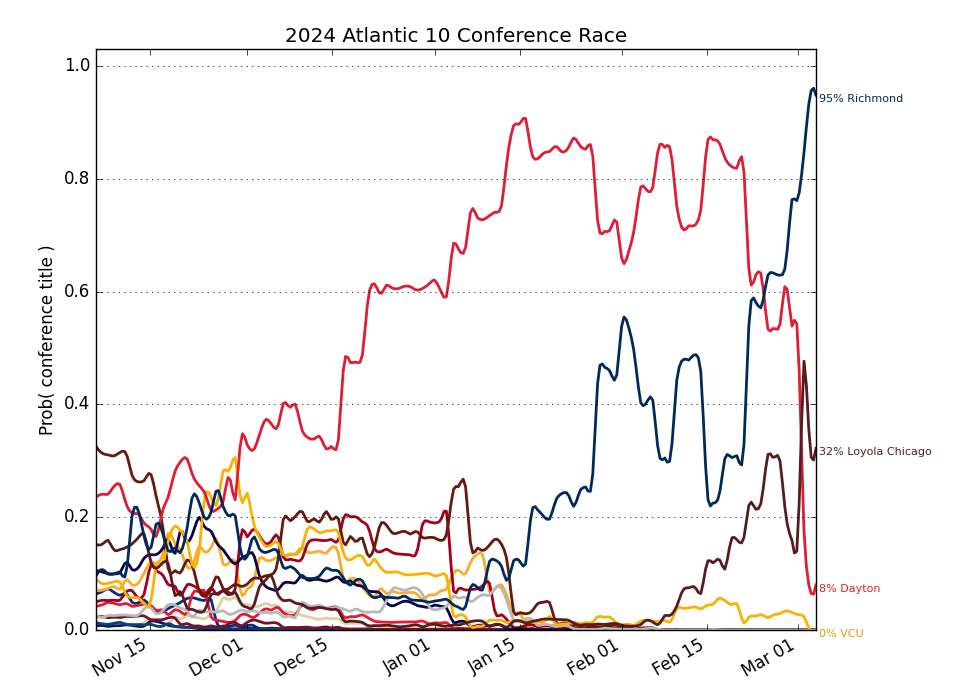 2024 Atlantic 10 Conference Race
Prob( conference title )
1.0
0.8
0.6
0.4
0.2
0.0
Nov 15
Dec 01
Dec 15
Jan 01
Jan 15
Feb 01
Feb 15
Mar 01
95% Richmond
32% Loyola Chicago
8% Dayton
0% VCU